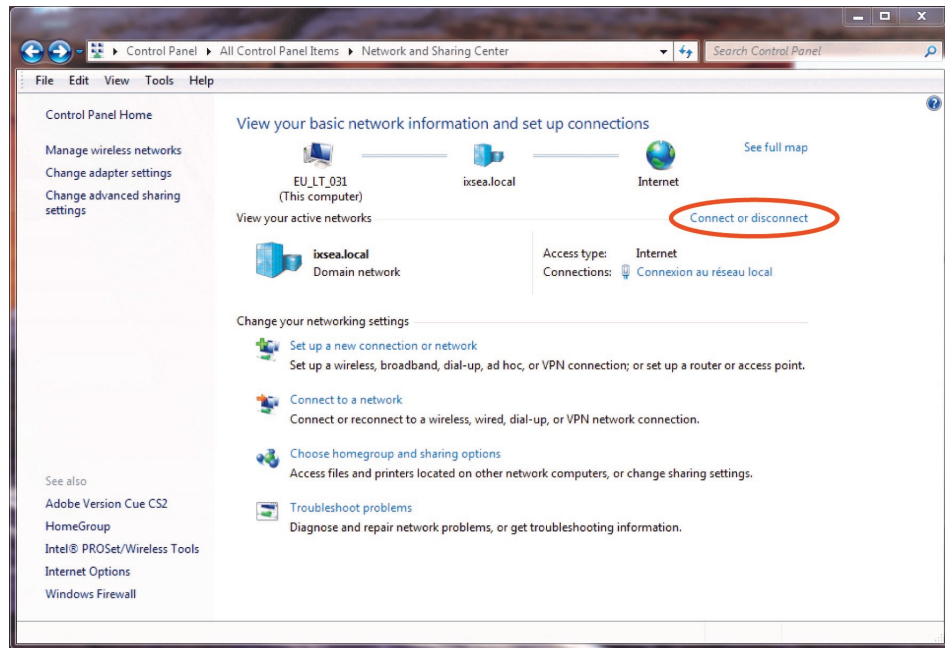 Control Panel ▸ All Control Panel Items ▸ Network and Sharing Center
Search Control Panel
File Edit View Tools Help
Control Panel Home
Manage wireless networks
Change adapter settings
Change advanced sharing
settings
View your basic network information and set up connections
See full map
EU_LT_031
(This computer)
ixsea.local
Internet
View your active networks
Connect or disconnect
ixsea.local
Domain network
Access type: Internet
Connections: Connexion au réseau local
Change your networking settings
Set up a new connection or network
Set up a wireless, broadband, dial-up, ad hoc, or VPN connection; or set up a router or access point.
Connect to a network
Connect or reconnect to a wireless, wired, dial-up, or VPN network connection.
Choose homegroup and sharing options
Access files and printers located on other network computers, or change sharing settings.
Troubleshoot problems
Diagnose and repair network problems, or get troubleshooting information.
See also
Adobe Version Cue CS2
HomeGroup
Intel® PROSet/Wireless Tools
Internet Options
Windows Firewall